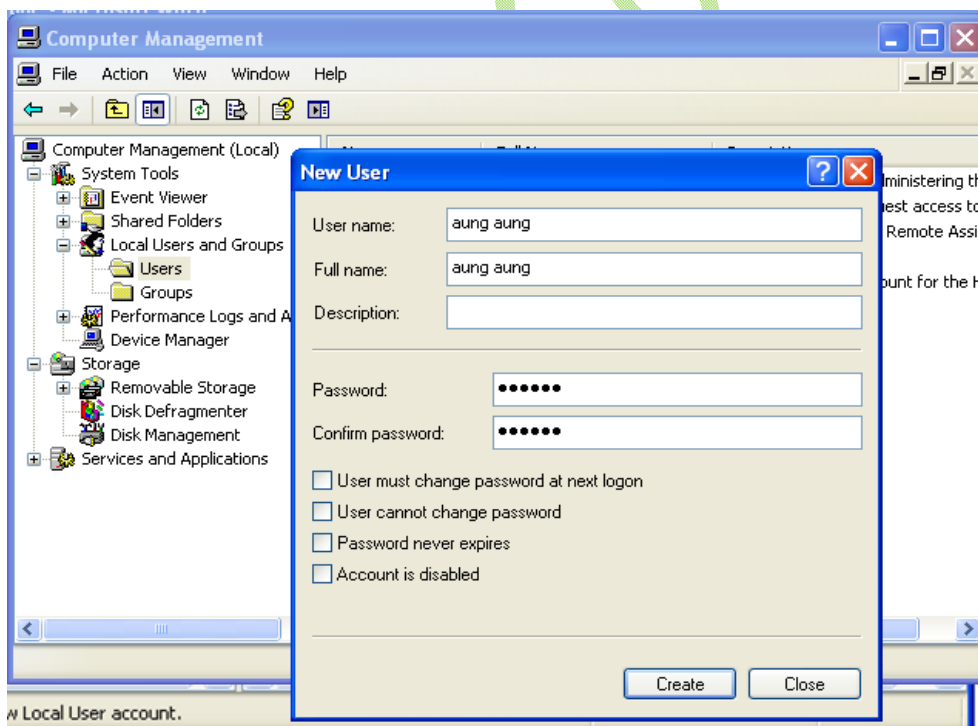 Computer Management
File Action View Window Help
Computer Management (Local)
System Tools
Event Viewer
Shared Folders
Local Users and Groups
Users
Groups
Performance Logs and A
Device Manager
Storage
Removable Storage
Disk Defragmenter
Disk Management
Services and Applications
ministering th
est access to
Remote Assi
ount for the H
New User
User name: aung aung
Full name: aung aung
Description:
Password: ••••••
Confirm password: ••••••
User must change password at next logon
User cannot change password
Password never expires
Account is disabled
Create Close
w Local User account.